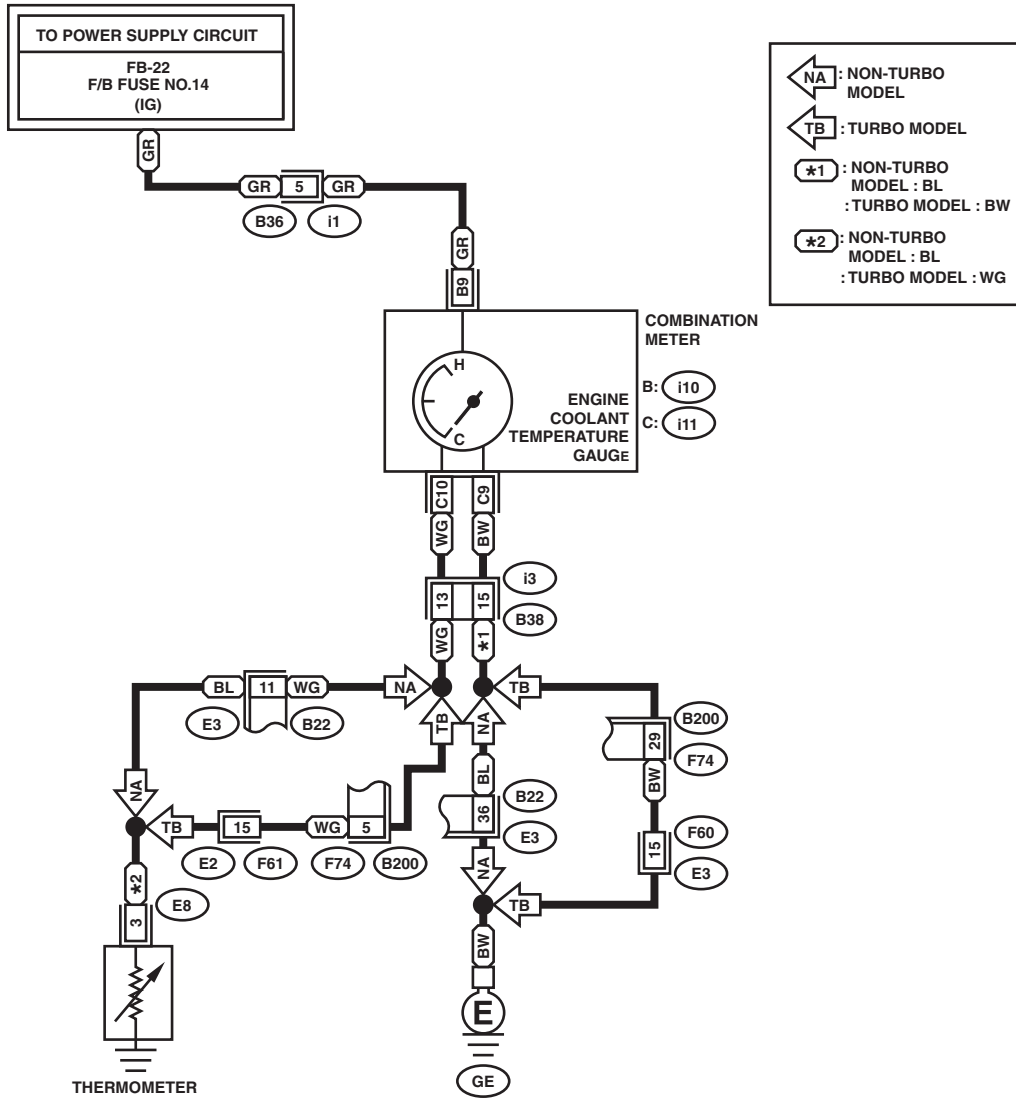 TO POWER SUPPLY CIRCUIT
FB-22
F/B FUSE NO.14
(IG)
GR
GR 5 GR
B36 i1
GR
B9
NA : NON-TURBO
MODEL
TB : TURBO MODEL
*1 : NON-TURBO
MODEL : BL
: TURBO MODEL : BW
*2 : NON-TURBO
MODEL : BL
: TURBO MODEL : WG
COMBINATION
METER
H
C
ENGINE
COOLANT
TEMPERATURE
GAUGE
B: i10
C: i11
C10 C9
WG BW
i3
13 15
B38
WG *1
BL 11 WG NA
TB
E3 B22
TB NA
B200
29
F74
BL
BW
B22
36
E3
NA
TB 15 WG 5
E2 F61 F74 B200
F60
15
E3
NA
TB
*2
E8
3
BW
E
GE
THERMOMETER